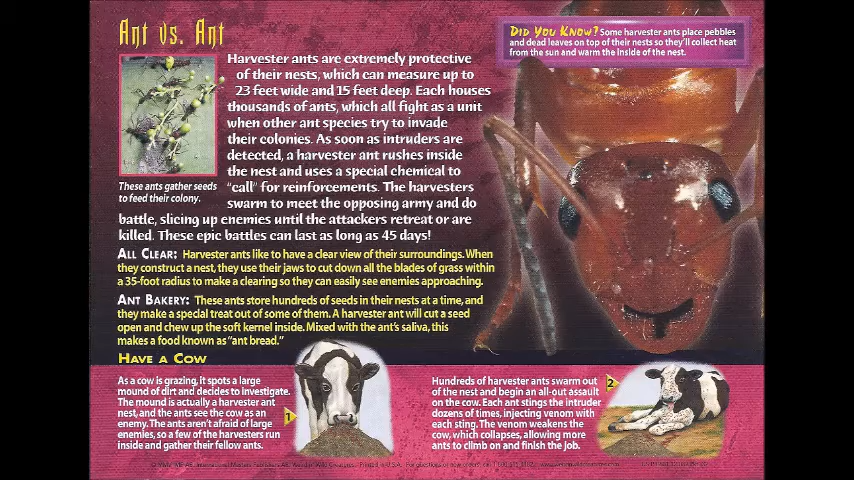 Ant vs. Ant
DID YOU KNOW? Some harvester ants place pebbles
and dead leaves on top of their nests so they'll collect heat
from the sun and warm the inside of the nest.
Harvester ants are extremely protective
of their nests, which can measure up to
23 feet wide and 15 feet deep. Each houses
thousands of ants, which all fight as a unit
when other ant species try to invade
their colonies. As soon as intruders are
detected, a harvester ant rushes inside
the nest and uses a special chemical to
"call" for reinforcements. The harvesters
swarm to meet the opposing army and do
battle, slicing up enemies until the attackers retreat or are
killed. These epic battles can last as long as 45 days!
These ants gather seeds
to feed their colony.
ALL CLEAR: Harvester ants like to have a clear view of their surroundings. When
they construct a nest, they use their jaws to cut down all the blades of grass within
a 35-foot radius to make a clearing so they can easily see enemies approaching.
ANT BAKERY: These ants store hundreds of seeds in their nests at a time, and
they make a special treat out of some of them. A harvester ant will cut a seed
open and chew up the soft kernel inside. Mixed with the ant's saliva, this
makes a food known as "ant bread."
HAVE A COW
As a cow is grazing, it spots a large
mound of dirt and decides to investigate.
The mound is actually a harvester ant
nest, and the ants see the cow as an
enemy. The ants aren't afraid of large
enemies, so a few of the harvesters run
inside and gather their fellow ants.
1
Hundreds of harvester ants swarm out
of the nest and begin an all-out assault
on the cow. Each ant stings the intruder
dozens of times, injecting venom with
each sting. The venom weakens the
cow, which collapses, allowing more
ants to climb on and finish the job.
2
International Masters Publishers AB
Printed in U.S.A.